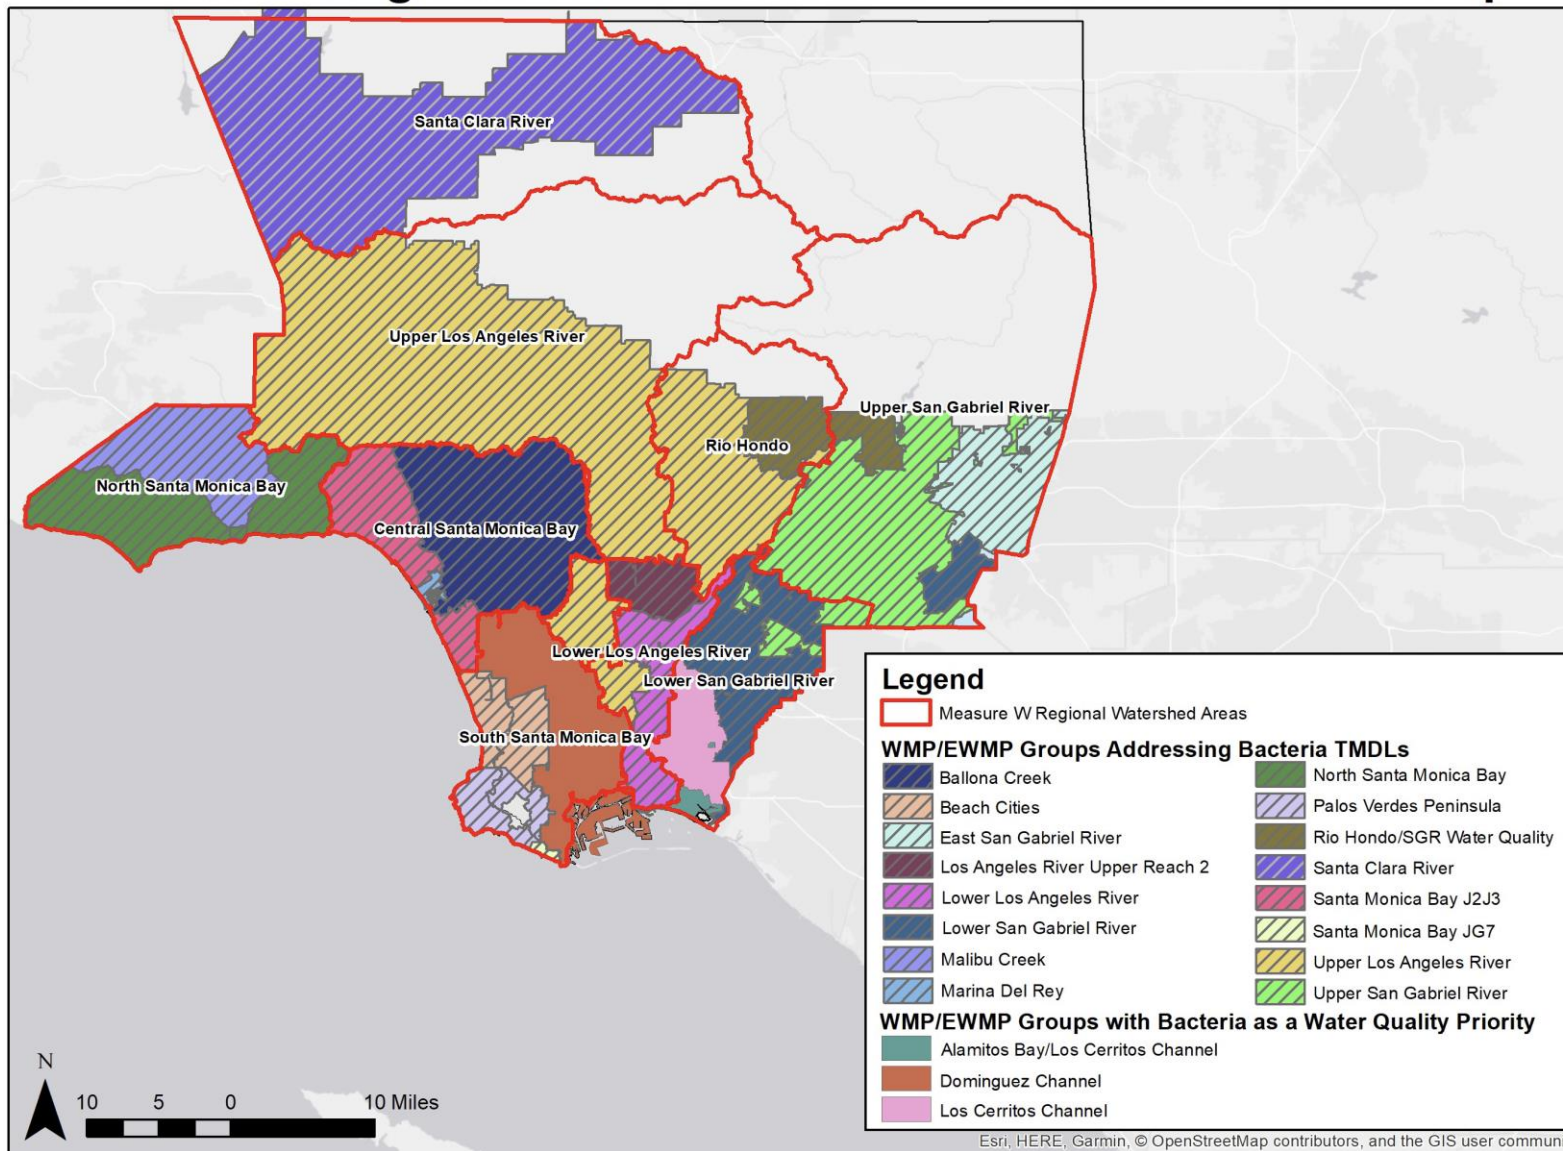 Santa Clara River
Upper Los Angeles River
Upper San Gabriel River
Rio Hondo
North Santa Monica Bay
Central Santa Monica Bay
Lower Los Angeles River
Lower San Gabriel River
South Santa Monica Bay
Legend
Measure W Regional Watershed Areas
WMP/EWMP Groups Addressing Bacteria TMDLs
Ballona Creek
Beach Cities
East San Gabriel River
Los Angeles River Upper Reach 2
Lower Los Angeles River
Lower San Gabriel River
Malibu Creek
Marina Del Rey
North Santa Monica Bay
Palos Verdes Peninsula
Rio Hondo/SGR Water Quality
Santa Clara River
Santa Monica Bay J2J3
Santa Monica Bay JG7
Upper Los Angeles River
Upper San Gabriel River
WMP/EWMP Groups with Bacteria as a Water Quality Priority
Alamitos Bay/Los Cerritos Channel
Dominguez Channel
Los Cerritos Channel
N
10 5 0 10 Miles
Esri, HERE, Garmin, © OpenStreetMap contributors, and the GIS user commun